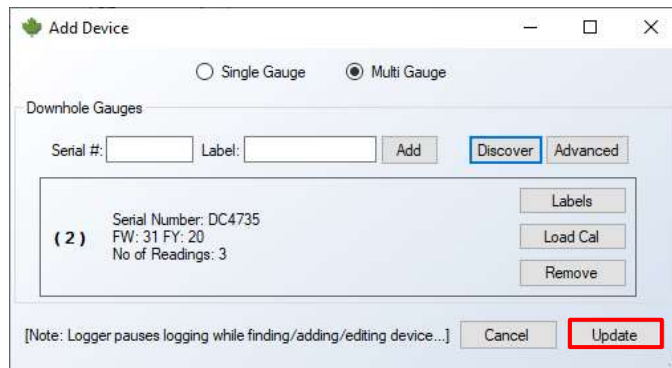 Add Device
Single Gauge Multi Gauge
Downhole Gauges
Serial #: Label: Add Discover Advanced
Labels
Serial Number: DC4735
( 2 ) FW: 31 FY: 20 Load Cal
No of Readings: 3
Remove
[Note: Logger pauses logging while finding/adding/editing device...] Cancel Update